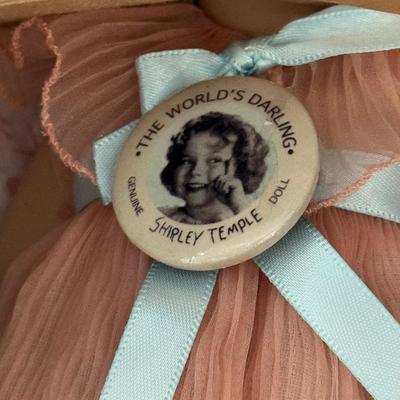 • THE WORLD'S DARLING •
GENUINE
DOLL
SHIRLEY TEMPLE